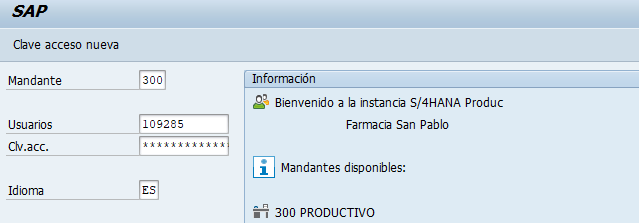 SAP
Clave acceso nueva
Mandante 300
Usuarios 109285
Clv.acc. *************
Idioma ES
Información
Bienvenido a la instancia S/4HANA Produc
Farmacia San Pablo
Mandantes disponibles:
300 PRODUCTIVO